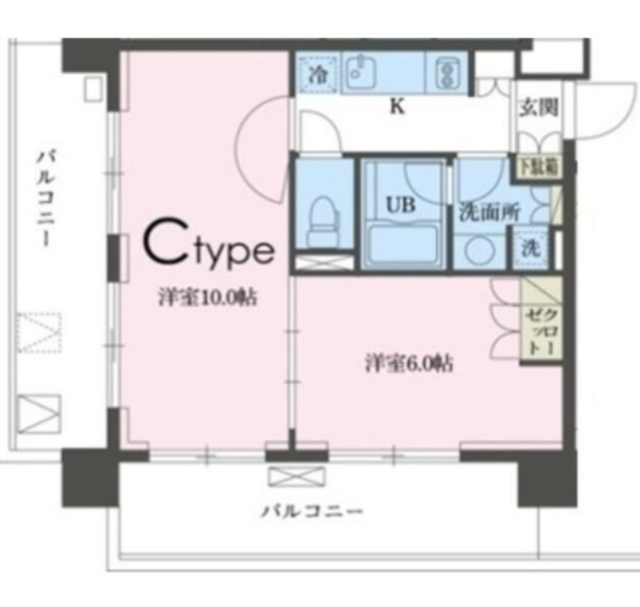 冷
K
玄関
下駄箱
バルコニー
UB
洗面所
洗
Ctype
洋室10.0帖
クローゼット
洋室6.0帖
バルコニー